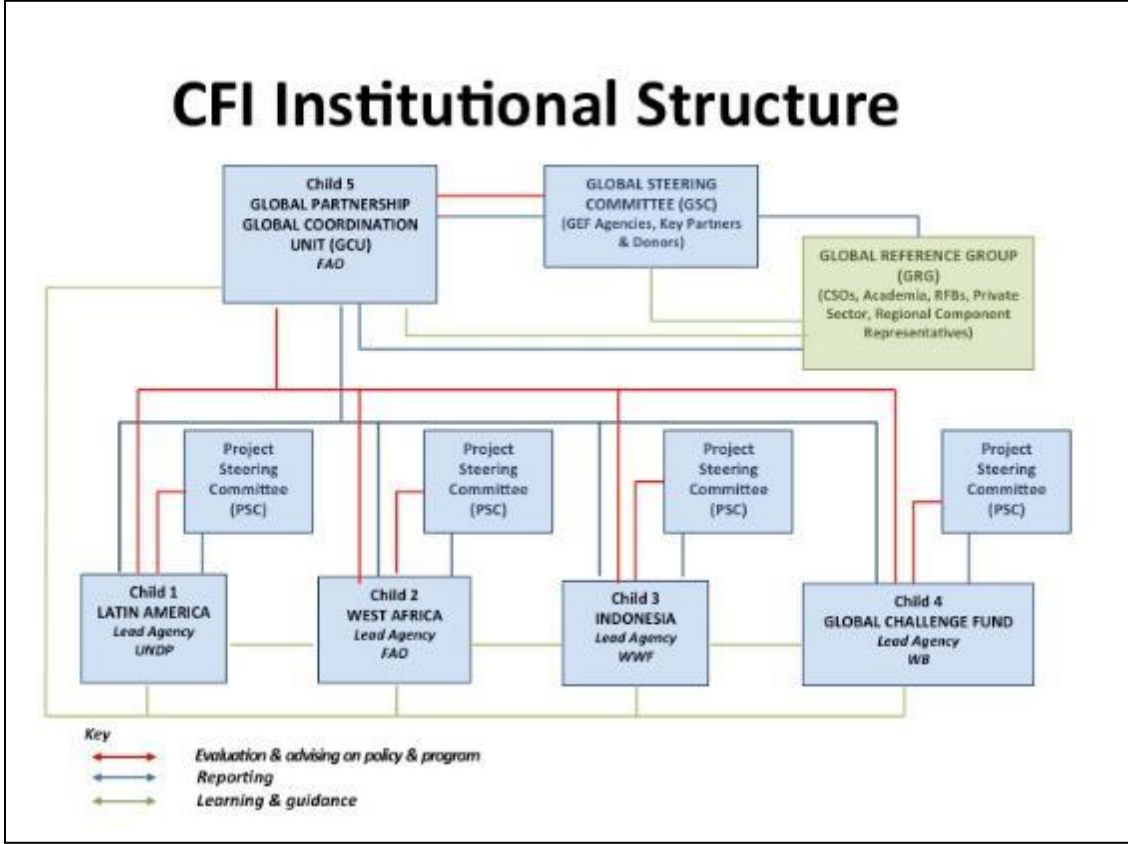 CFI Institutional Structure
Child 5
GLOBAL PARTNERSHIP
GLOBAL COORDINATION
UNIT (GCU)
FAO
GLOBAL STEERING
COMMITTEE (GSC)
(GEF Agencies, Key Partners
& Donors)
GLOBAL REFERENCE GROUP
(GRG)
(CSOs, Academia, RFBs, Private
Sector, Regional Component
Representatives)
Project
Steering
Committee
(PSC)
Project
Steering
Committee
(PSC)
Project
Steering
Committee
(PSC)
Project
Steering
Committee
(PSC)
Child 1
LATIN AMERICA
Lead Agency
UNDP
Child 2
WEST AFRICA
Lead Agency
FAO
Child 3
INDONESIA
Lead Agency
WWF
Child 4
GLOBAL CHALLENGE FUND
Lead Agency
WB
Key
Evaluation & advising on policy & program
Reporting
Learning & guidance